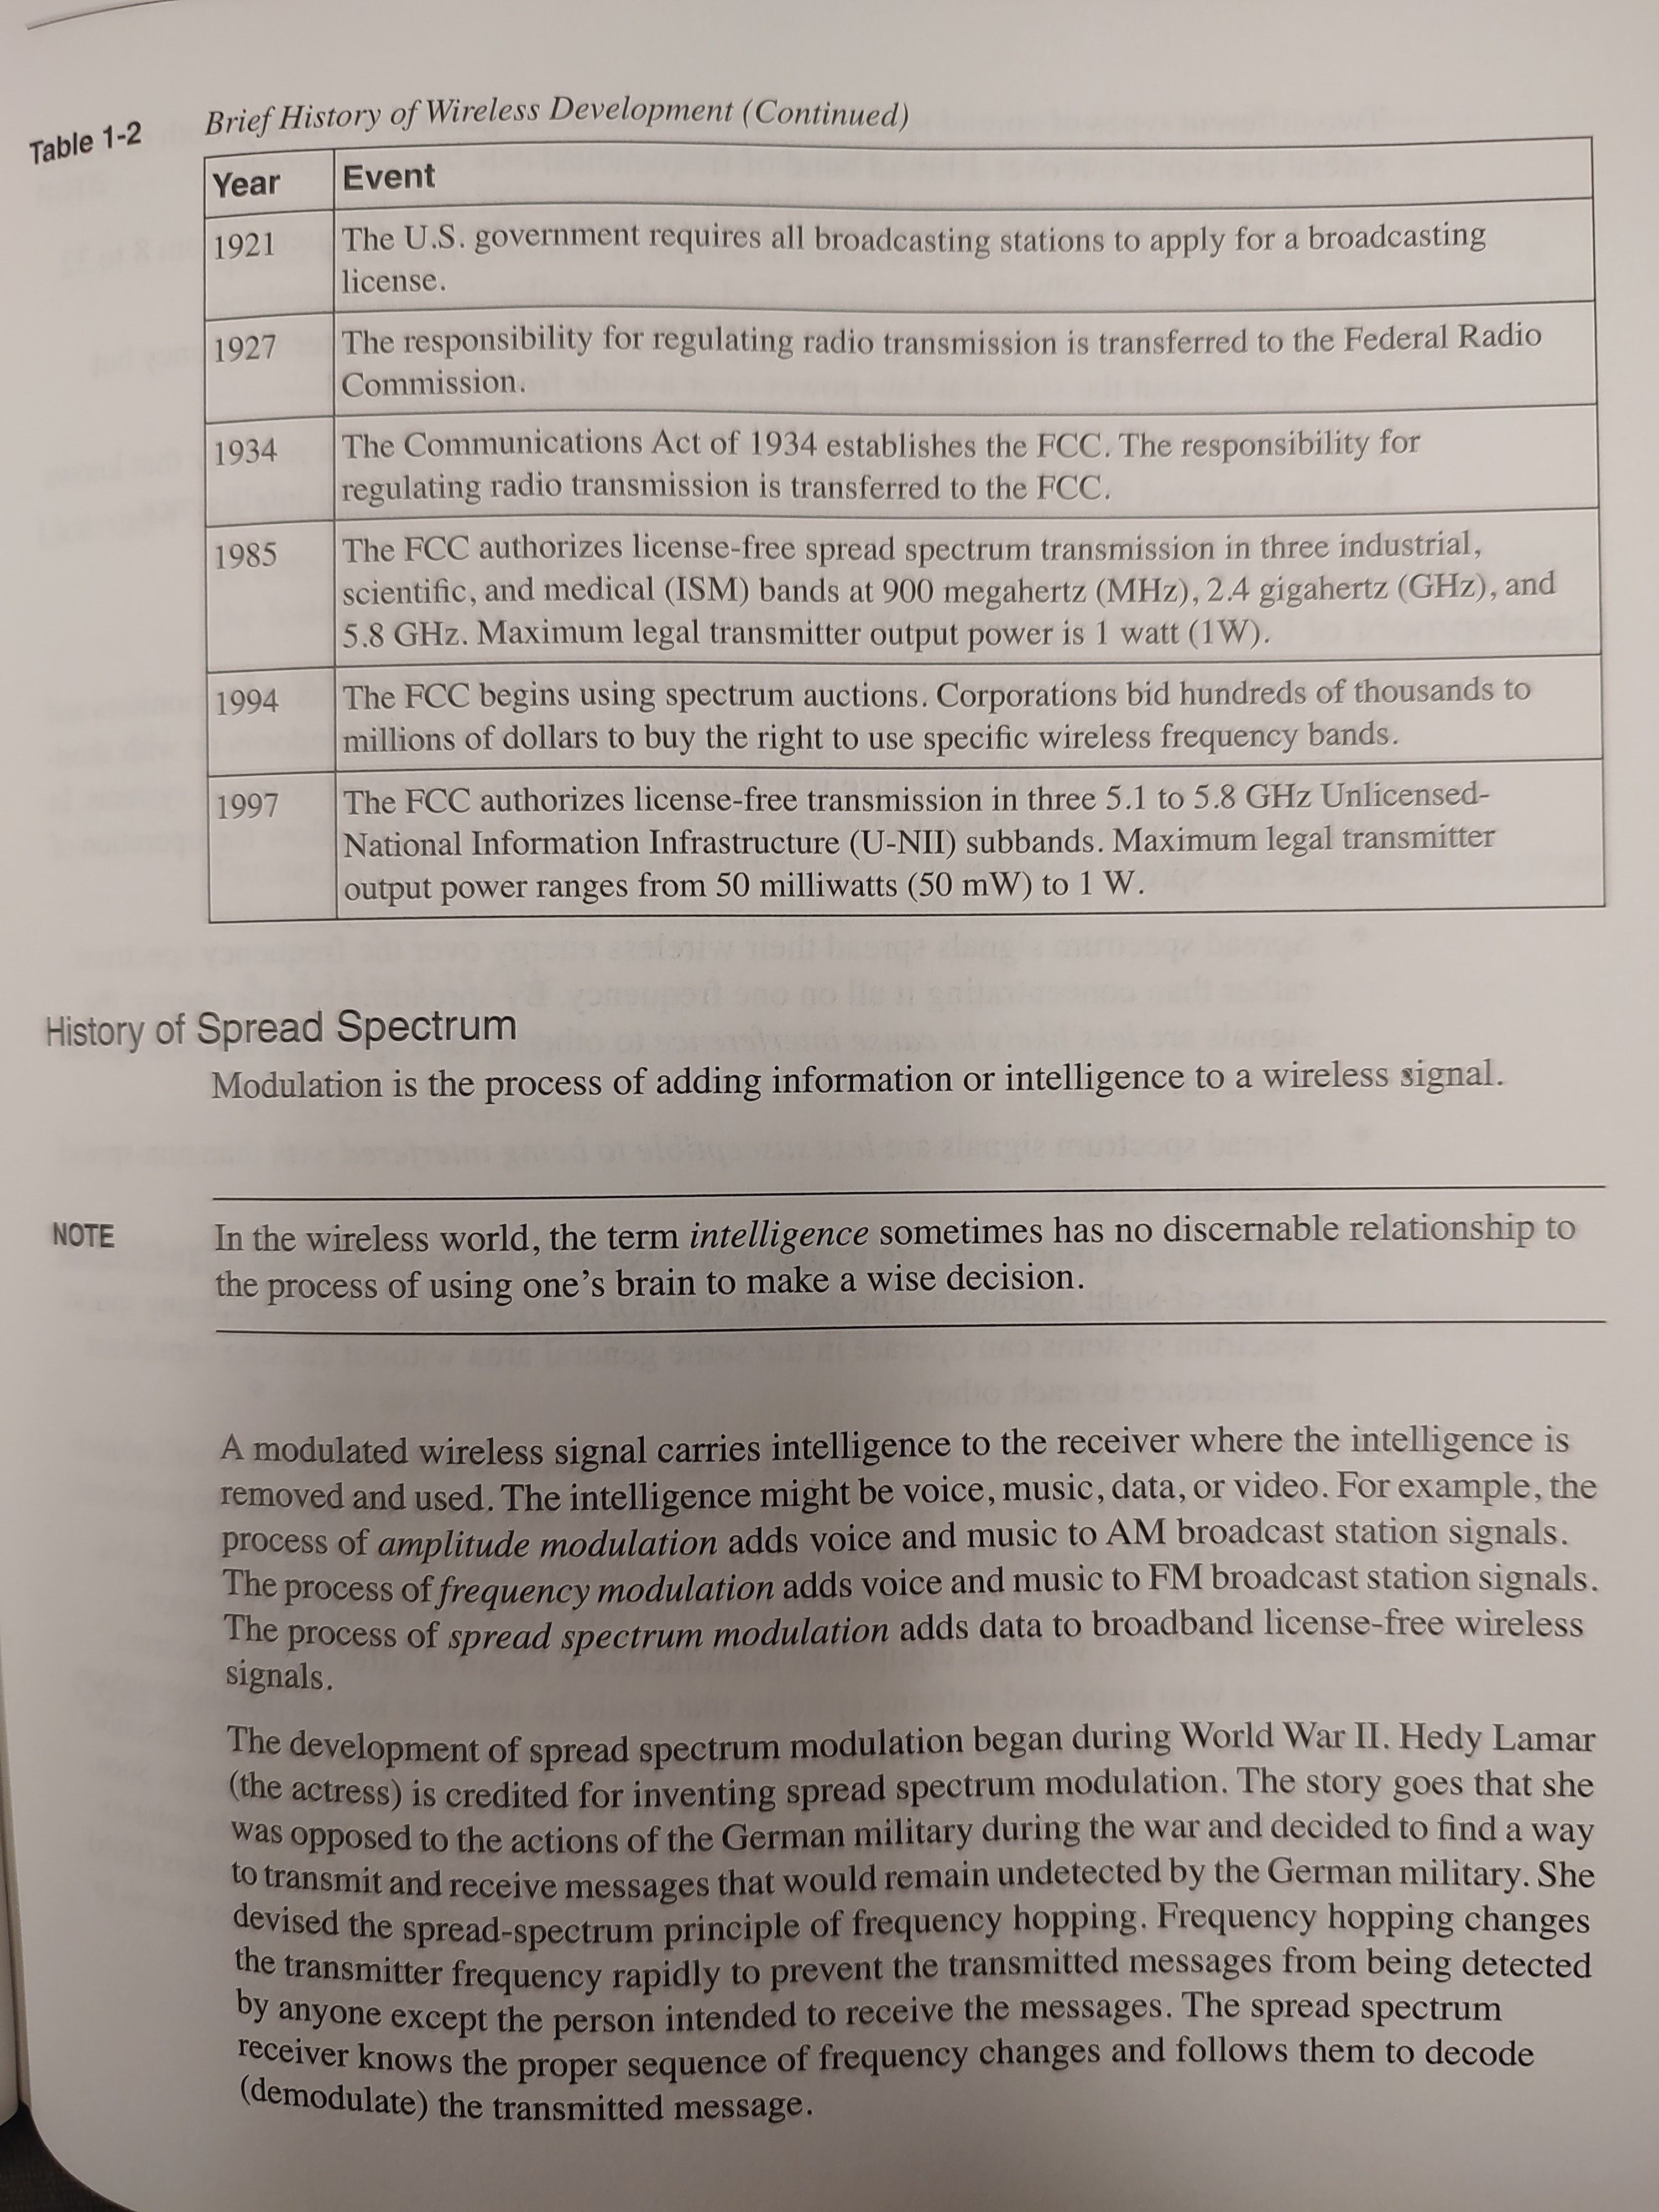 Table 1-2 Brief History of Wireless Development (Continued)
Year Event
1921 The U.S. government requires all broadcasting stations to apply for a broadcasting
license.
1927 The responsibility for regulating radio transmission is transferred to the Federal Radio
Commission.
1934 The Communications Act of 1934 establishes the FCC. The responsibility for
regulating radio transmission is transferred to the FCC.
1985 The FCC authorizes license-free spread spectrum transmission in three industrial,
scientific, and medical (ISM) bands at 900 megahertz (MHz), 2.4 gigahertz (GHz), and
5.8 GHz. Maximum legal transmitter output power is 1 watt (1W).
1994 The FCC begins using spectrum auctions. Corporations bid hundreds of thousands to
millions of dollars to buy the right to use specific wireless frequency bands.
1997 The FCC authorizes license-free transmission in three 5.1 to 5.8 GHz Unlicensed-
National Information Infrastructure (U-NII) subbands. Maximum legal transmitter
output power ranges from 50 milliwatts (50 mW) to 1 W.
History of Spread Spectrum
Modulation is the process of adding information or intelligence to a wireless signal.
NOTE In the wireless world, the term intelligence sometimes has no discernable relationship to
the process of using one's brain to make a wise decision.
A modulated wireless signal carries intelligence to the receiver where the intelligence is
removed and used. The intelligence might be voice, music, data, or video. For example, the
process of amplitude modulation adds voice and music to AM broadcast station signals.
The process of frequency modulation adds voice and music to FM broadcast station signals.
The process of spread spectrum modulation adds data to broadband license-free wireless
signals.
The development of spread spectrum modulation began during World War II. Hedy Lamar
(the actress) is credited for inventing spread spectrum modulation. The story goes that she
was opposed to the actions of the German military during the war and decided to find a way
to transmit and receive messages that would remain undetected by the German military. She
devised the spread-spectrum principle of frequency hopping. Frequency hopping changes
the transmitter frequency rapidly to prevent the transmitted messages from being detected
by anyone except the person intended to receive the messages. The spread spectrum
receiver knows the proper sequence of frequency changes and follows them to decode
(demodulate) the transmitted message.